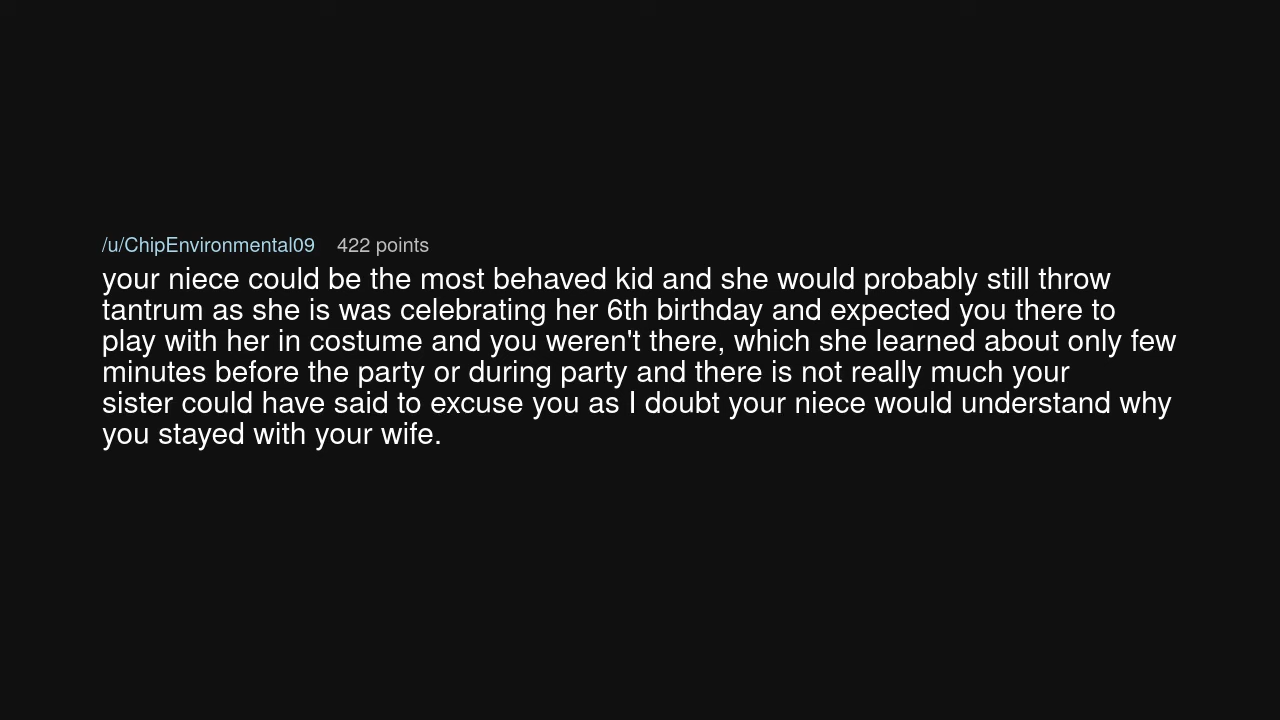 /u/ChipEnvironmental09 422 points
your niece could be the most behaved kid and she would probably still throw
tantrum as she is was celebrating her 6th birthday and expected you there to
play with her in costume and you weren't there, which she learned about only few
minutes before the party or during party and there is not really much your
sister could have said to excuse you as I doubt your niece would understand why
you stayed with your wife.